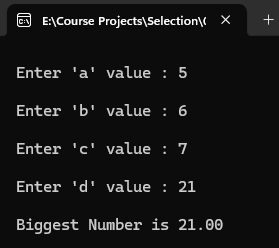 E:\Course Projects\Selection\
Enter 'a' value : 5
Enter 'b' value : 6
Enter 'c' value : 7
Enter 'd' value : 21
Biggest Number is 21.00